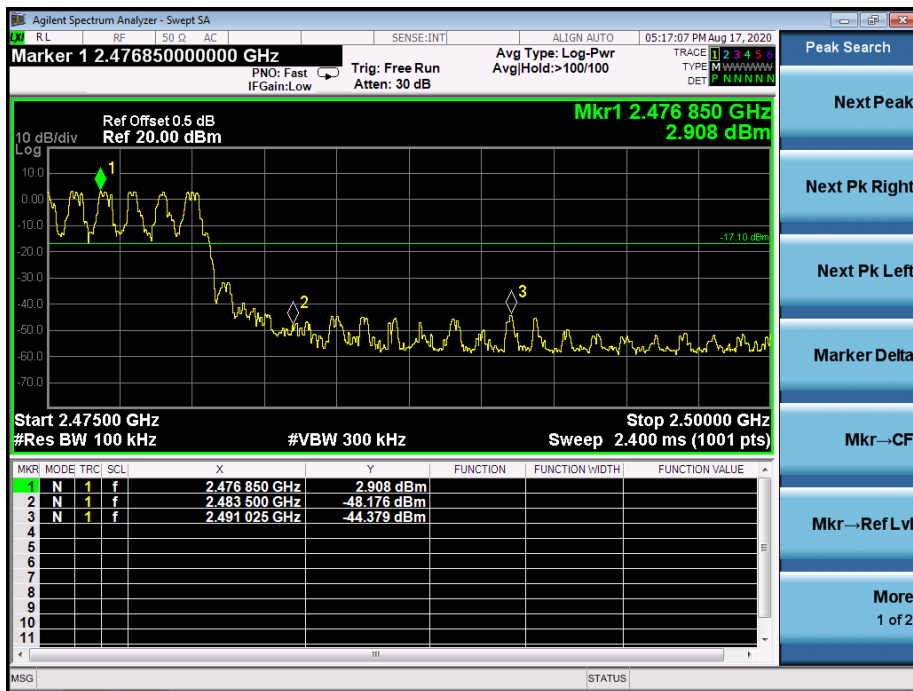 Agilent Spectrum Analyzer - Swept SA
LXI RL RF 50 Ω AC SENSE:INT ALIGN AUTO 05:17:07 PM Aug 17, 2020
Marker 1 2.476850000000 GHz
PNO: Fast
IFGain:Low
Trig: Free Run
Atten: 30 dB
Avg Type: Log-Pwr
Avg|Hold:>100/100
TRACE 1 2 3 4 5 6
TYPE M WWWWW
DET P N N N N N
Peak Search
Next Peak
Next Pk Right
Next Pk Left
Marker Delta
Mkr→CF
Mkr→Ref Lvl
More
1 of 2
Mkr1 2.476 850 GHz
2.908 dBm
Ref Offset 0.5 dB
10 dB/div Ref 20.00 dBm
Log
10.0
0.00
-10.0
-20.0
-30.0
-40.0
-50.0
-60.0
-70.0
1
2
3
-17.10 dBm
Start 2.47500 GHz Stop 2.50000 GHz
#Res BW 100 kHz #VBW 300 kHz Sweep 2.400 ms (1001 pts)
MKR MODE TRC SCL X Y FUNCTION FUNCTION WIDTH FUNCTION VALUE
1 N 1 f 2.476 850 GHz 2.908 dBm
2 N 1 f 2.483 500 GHz -48.176 dBm
3 N 1 f 2.491 025 GHz -44.379 dBm
4
5
6
7
8
9
10
11
MSG STATUS